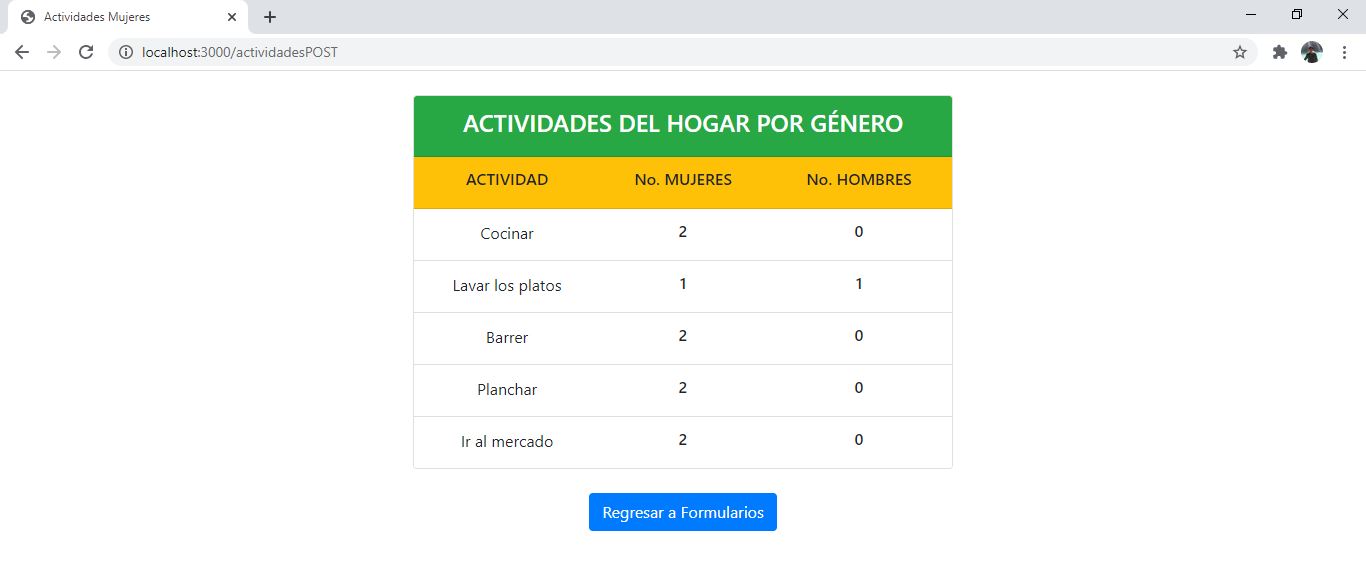 Actividades Mujeres
localhost:3000/actividadesPOST
ACTIVIDADES DEL HOGAR POR GÉNERO
ACTIVIDAD No. MUJERES No. HOMBRES
Cocinar 2 0
Lavar los platos 1 1
Barrer 2 0
Planchar 2 0
Ir al mercado 2 0
Regresar a Formularios